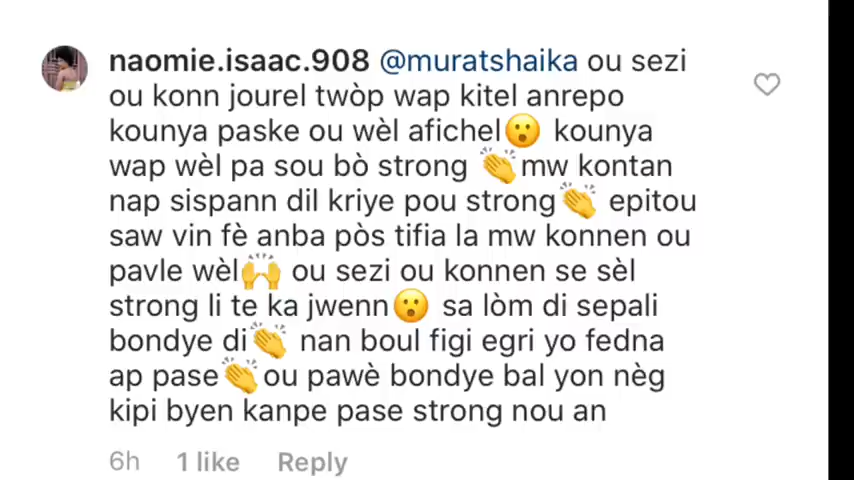 naomie.isaac.908 @muratshaika ou sezi
ou konn jourel twòp wap kitel anrepo
kounya paske ou wèl afichel😮 kounya
wap wèl pa sou bò strong 👏mw kontan
nap sispann dil kriye pou strong👏 epitou
saw vin fè anba pòs tifia la mw konnen ou
pavle wèl🙌 ou sezi ou konnen se sèl
strong li te ka jwenn😮 sa lòm di sepali
bondye di👏 nan boul figi egri yo fedna
ap pase👏ou pawè bondye bal yon nèg
kipi byen kanpe pase strong nou an
6h 1 like Reply